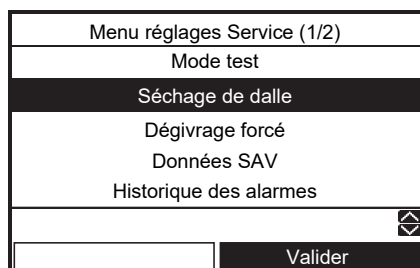 Menu réglages Service (1/2)
Mode test
Séchage de dalle
Dégivrage forcé
Données SAV
Historique des alarmes
Valider